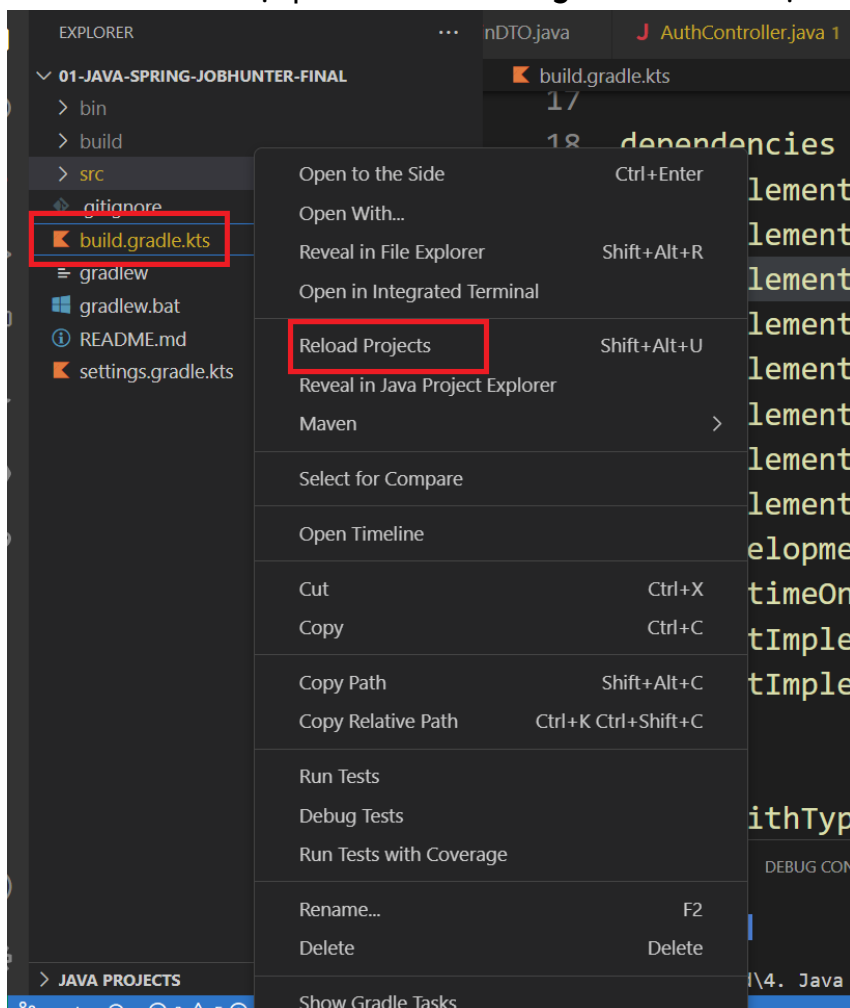 EXPLORER
nDTO.java
AuthController.java 1
01-JAVA-SPRING-JOBHUNTER-FINAL
build.gradle.kts
bin
17
build
18 dependencies
src
Open to the Side Ctrl+Enter
lement
.gitignore
Open With...
build.gradle.kts
lement
Reveal in File Explorer Shift+Alt+R
gradlew
lement
Open in Integrated Terminal
gradlew.bat
lement
README.md
Reload Projects Shift+Alt+U
settings.gradle.kts
lement
Reveal in Java Project Explorer
lement
Maven
lement
Select for Compare
lement
Open Timeline
elopme
Cut Ctrl+X
timeOn
Copy Ctrl+C
tImple
Copy Path Shift+Alt+C
tImple
Copy Relative Path Ctrl+K Ctrl+Shift+C
Run Tests
Debug Tests
ithTyp
Run Tests with Coverage
DEBUG CON
Rename... F2
Delete Delete
JAVA PROJECTS
\4. Java
Show Gradle Tasks